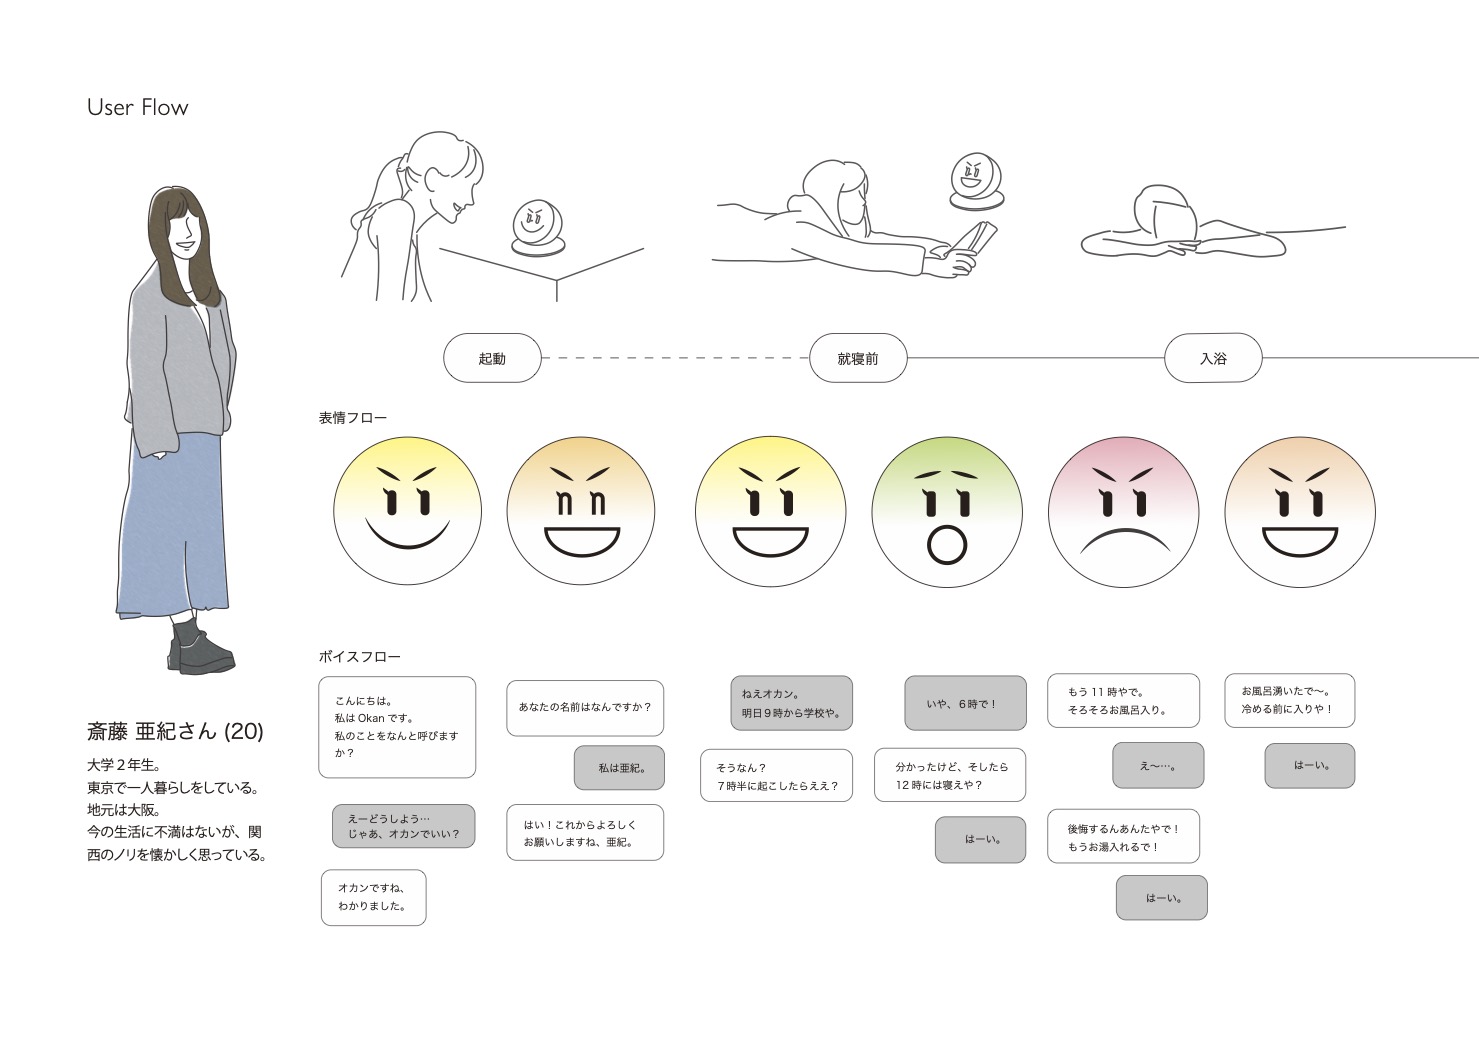 User Flow
起動
就寝前
入浴
表情フロー
ボイスフロー
こんにちは。
私は Okan です。
私のことをなんと呼びます
か？
えーどうしよう…
じゃあ、オカンでいい？
オカンですね、
わかりました。
あなたの名前はなんですか？
私は亜紀。
はい！これからよろしく
お願いしますね、亜紀。
ねえオカン。
明日９時から学校や。
そうなん？
７時半に起こしたらええ？
いや、６時で！
分かったけど、そしたら
12 時には寝えや？
はーい。
もう 11 時やで。
そろそろお風呂入り。
え〜…。
後悔するんあんたやで！
もうお湯入れるで！
はーい。
お風呂湧いたで〜。
冷める前に入りや！
はーい。
斎藤 亜紀さん (20)
大学２年生。
東京で一人暮らしをしている。
地元は大阪。
今の生活に不満はないが、関
西のノリを懐かしく思っている。